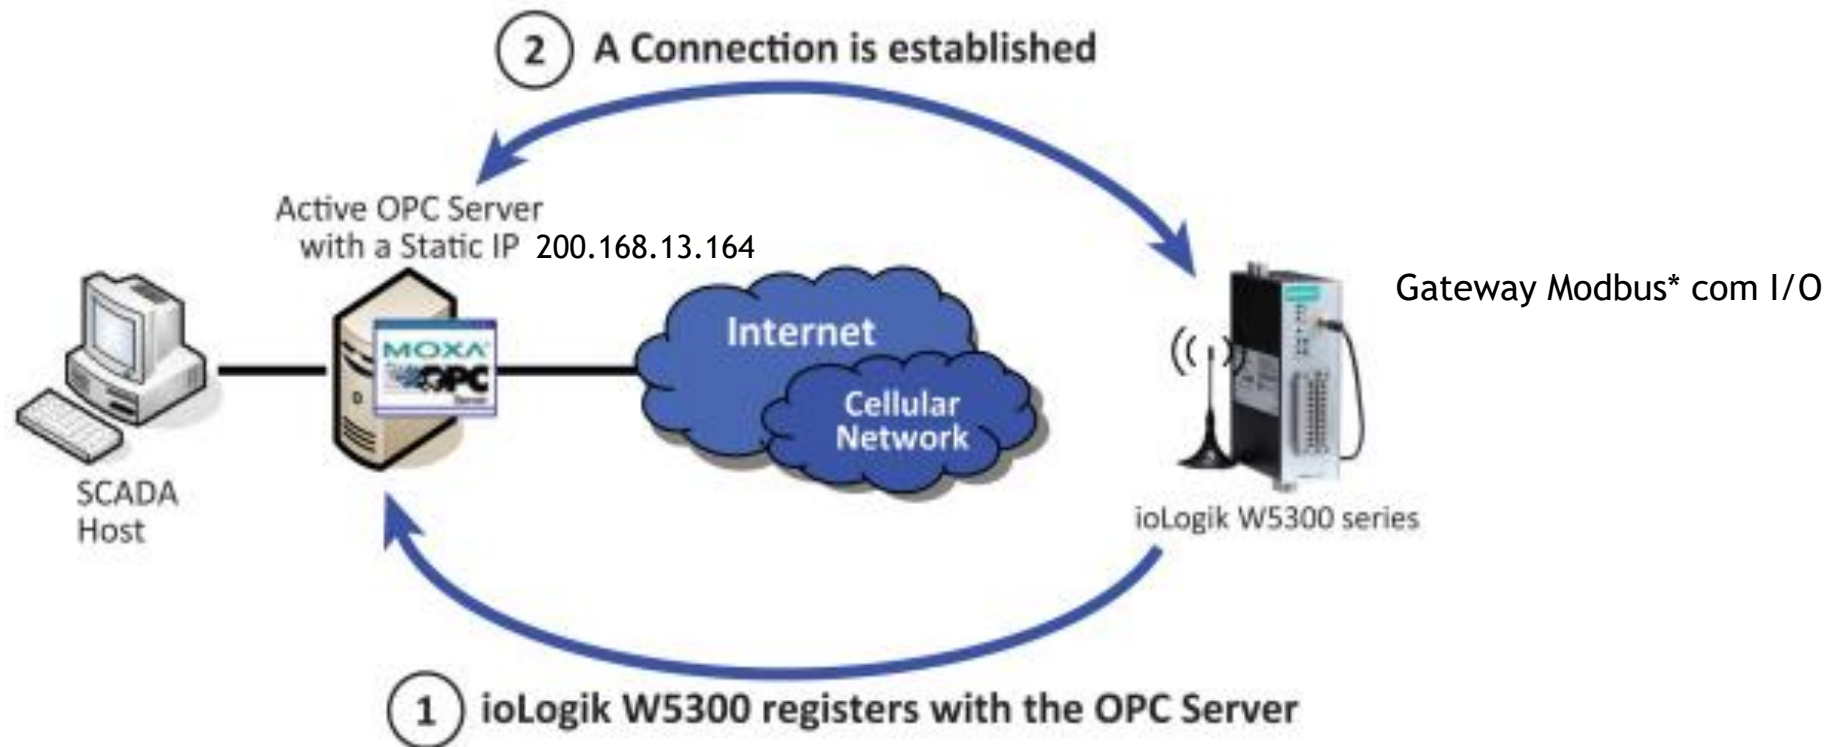 2 A Connection is established
Active OPC Server
with a Static IP 200.168.13.164
Gateway Modbus* com I/O
MOXA
OPC
Server
Internet
Cellular
Network
SCADA
Host
ioLogik W5300 series
1 ioLogik W5300 registers with the OPC Server